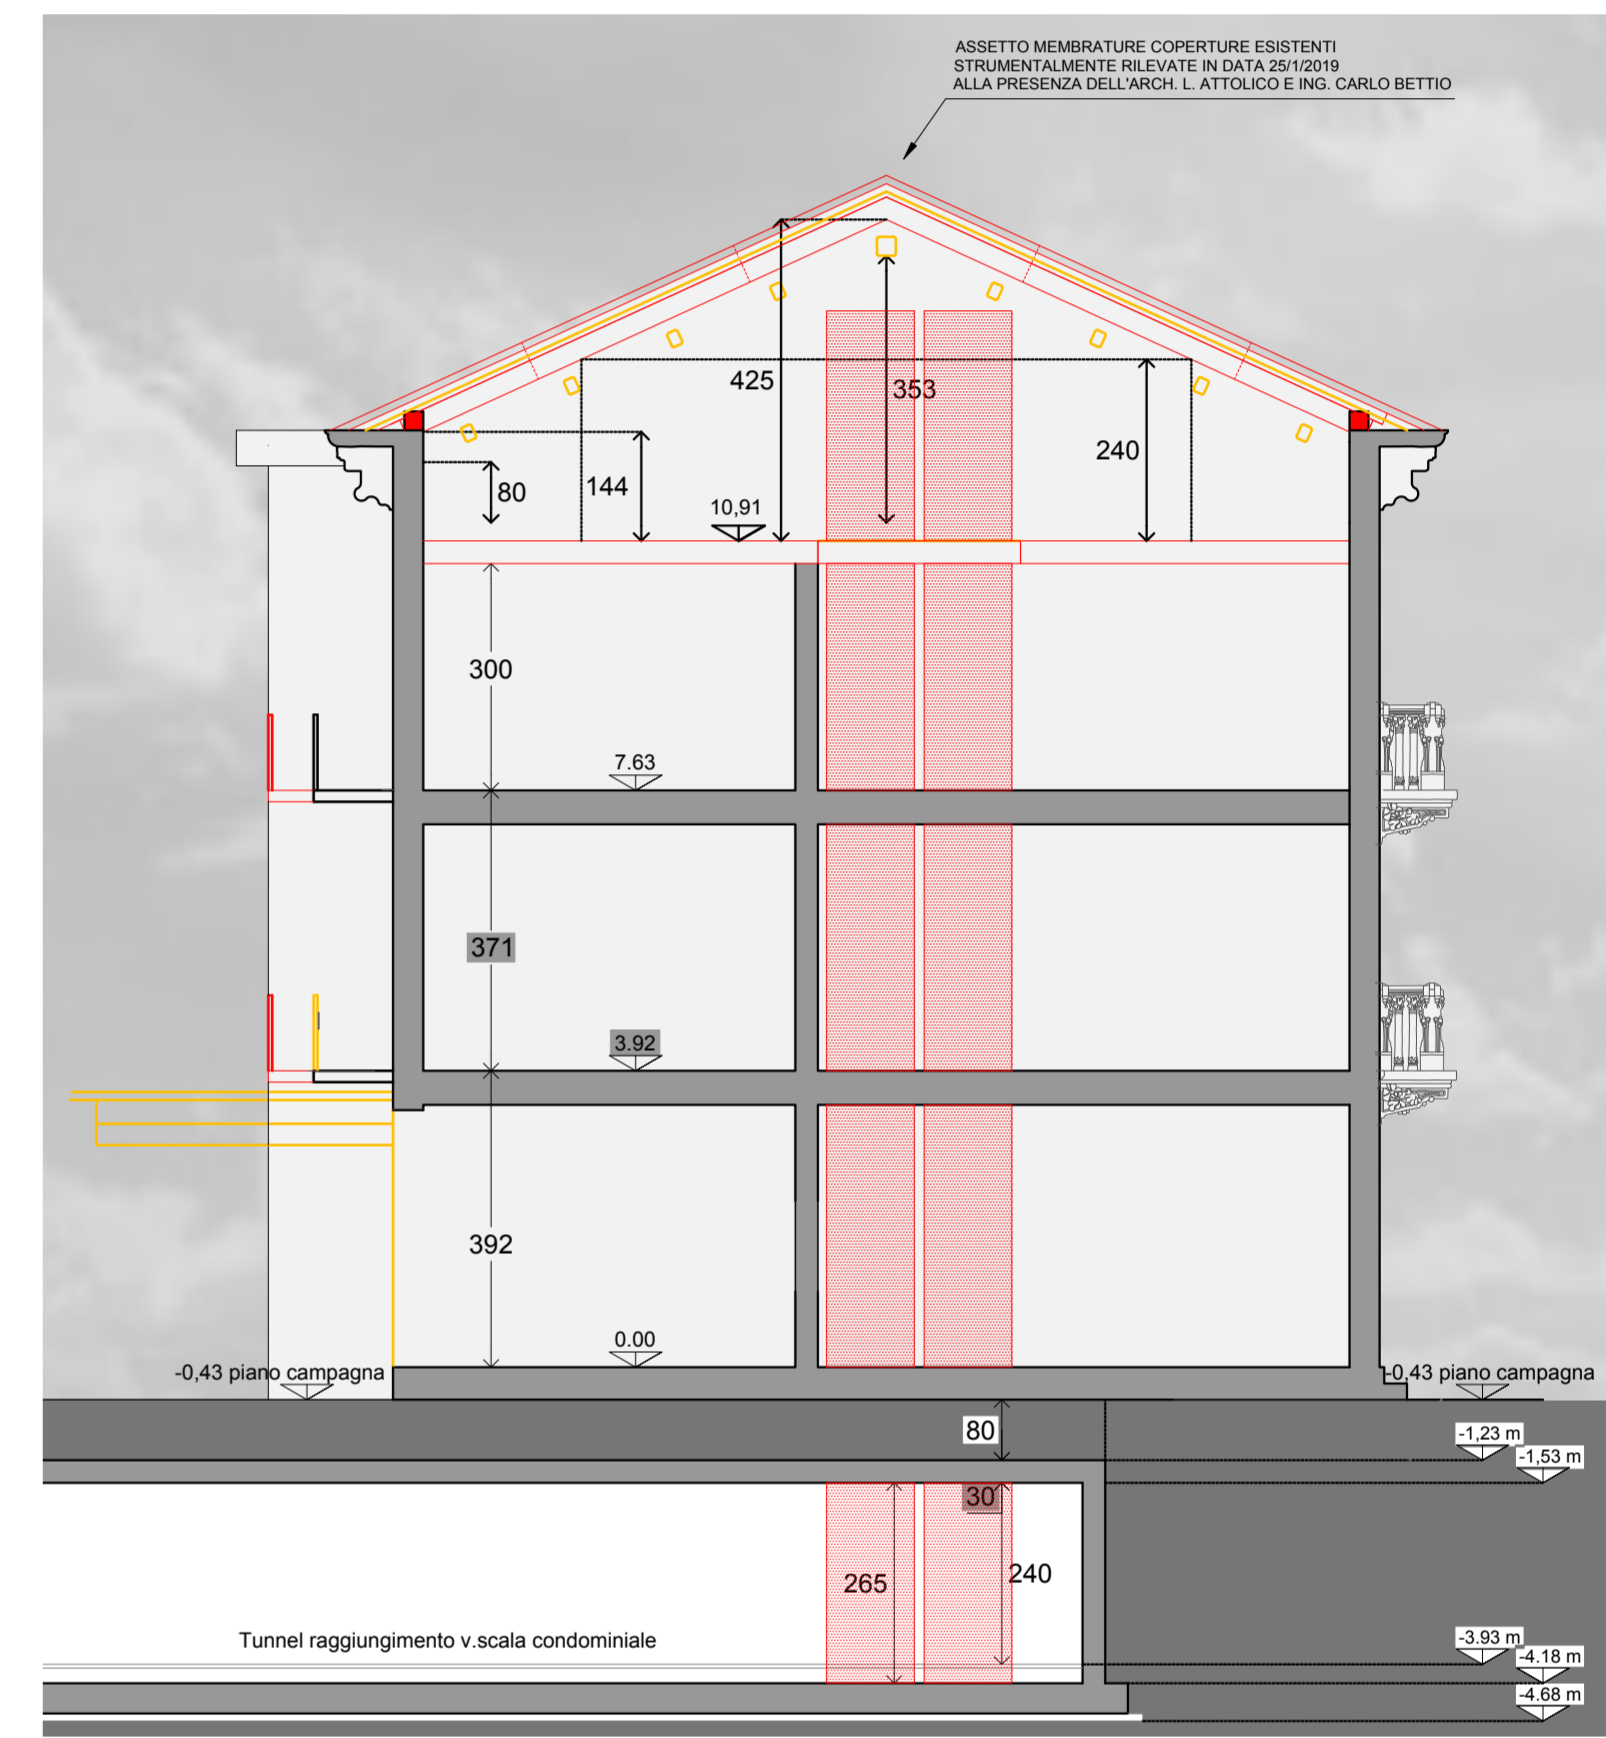 ASSETTO MEMBRATURE COPERTURE ESISTENTI
STRUMENTALMENTE RILEVATE IN DATA 25/1/2019
ALLA PRESENZA DELL'ARCH. L. ATTOLICO E ING. CARLO BETTIO
425
353
240
80
144
10,91
300
7.63
371
3.92
392
0.00
-0,43 piano campagna
-0,43 piano campagna
80
-1,23 m
-1,53 m
30
265
240
Tunnel raggiungimento v.scala condominiale
-3.93 m
-4.18 m
-4.68 m